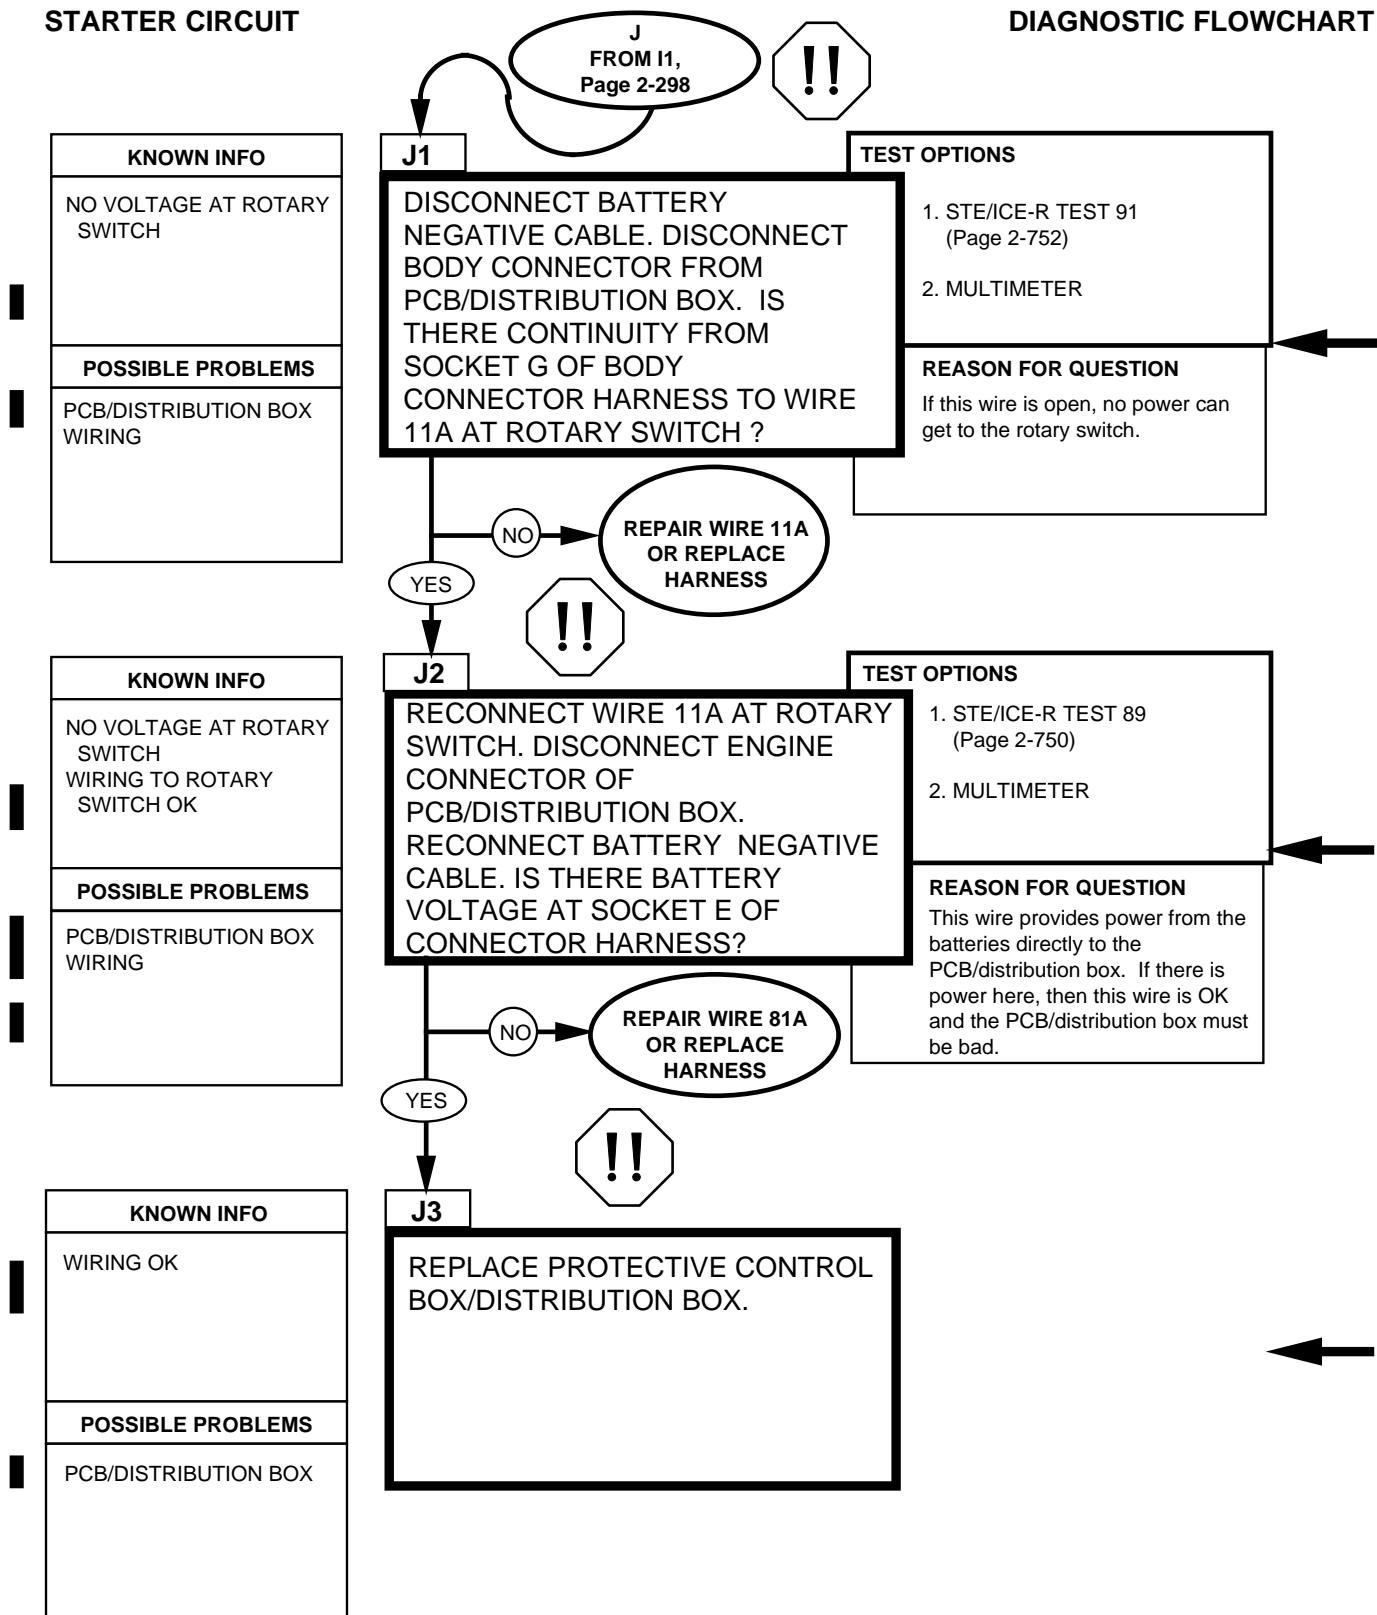 STARTER CIRCUIT
DIAGNOSTIC FLOWCHART
J
FROM I1,
Page 2-298
!!
KNOWN INFO
NO VOLTAGE AT ROTARY
SWITCH
POSSIBLE PROBLEMS
PCB/DISTRIBUTION BOX
WIRING
J1
DISCONNECT BATTERY
NEGATIVE CABLE. DISCONNECT
BODY CONNECTOR FROM
PCB/DISTRIBUTION BOX. IS
THERE CONTINUITY FROM
SOCKET G OF BODY
CONNECTOR HARNESS TO WIRE
11A AT ROTARY SWITCH ?
TEST OPTIONS
1. STE/ICE-R TEST 91
(Page 2-752)
2. MULTIMETER
REASON FOR QUESTION
If this wire is open, no power can
get to the rotary switch.
NO
REPAIR WIRE 11A
OR REPLACE
HARNESS
YES
!!
KNOWN INFO
NO VOLTAGE AT ROTARY
SWITCH
WIRING TO ROTARY
SWITCH OK
POSSIBLE PROBLEMS
PCB/DISTRIBUTION BOX
WIRING
J2
RECONNECT WIRE 11A AT ROTARY
SWITCH. DISCONNECT ENGINE
CONNECTOR OF
PCB/DISTRIBUTION BOX.
RECONNECT BATTERY NEGATIVE
CABLE. IS THERE BATTERY
VOLTAGE AT SOCKET E OF
CONNECTOR HARNESS?
TEST OPTIONS
1. STE/ICE-R TEST 89
(Page 2-750)
2. MULTIMETER
REASON FOR QUESTION
This wire provides power from the
batteries directly to the
PCB/distribution box. If there is
power here, then this wire is OK
and the PCB/distribution box must
be bad.
NO
REPAIR WIRE 81A
OR REPLACE
HARNESS
YES
!!
KNOWN INFO
WIRING OK
POSSIBLE PROBLEMS
PCB/DISTRIBUTION BOX
J3
REPLACE PROTECTIVE CONTROL
BOX/DISTRIBUTION BOX.